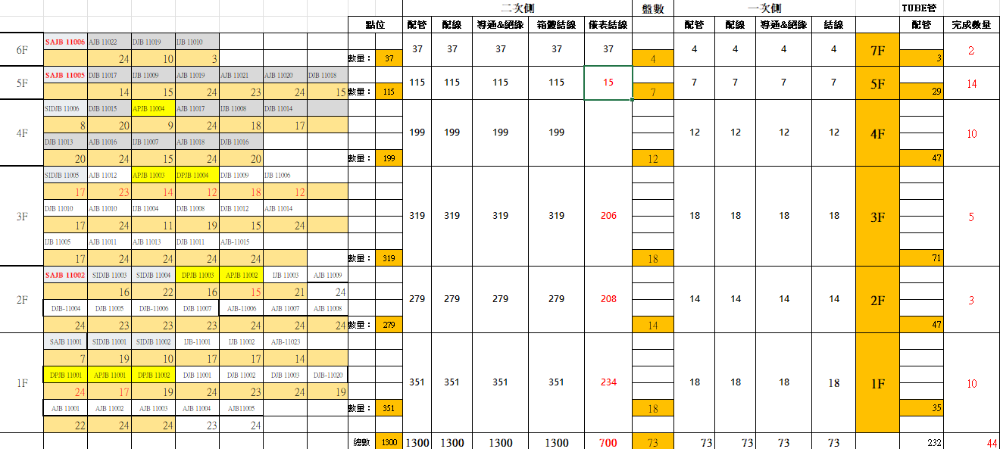 二次側 盤數 一次側 TUBE管
點位 配管 配線 導通&絕緣 箱體結線 儀表結線 配管 配線 導通&絕緣 結線 配管 完成數量
6F SAJB 11006 AJB 11022 DJB 11019 IJB 11010 37 37 37 37 37 4 4 4 4 7F 2
24 10 3 數量： 37 4 3
5F SAJB 11005 DJB 11017 IJB 11009 AJB 11019 AJB 11021 AJB 11020 DJB 11018 115 115 115 115 15 7 7 7 7 5F 14
14 15 24 23 24 15 數量： 115 7 29
SIDJB 11006 DJB 11015 APJB 11004 AJB 11017 IJB 11008 DJB 11014
8 20 9 24 18 17
4F 199 199 199 199 12 12 12 12 4F 10
DJB 11013 AJB 11016 IJB 11007 AJB 11018 DJB 11016
20 24 15 24 20 數量： 199 12 47
SIDJB 11005 AJB 11012 APJB 11003 DPJB 11004 DJB 11009 IJB 11006
17 23 14 12 18 12
DJB 11010 AJB 11010 IJB 11004 DJB 11008 DJB 11012 AJB 11014
3F 319 319 319 319 206 18 18 18 18 3F 5
17 24 11 19 15 24
IJB 11005 AJB 11011 AJB 11013 DJB 11011 AJB-11015
17 24 24 24 24 數量： 319 18 71
SAJB 11002 SIDJB 11003 SIDJB 11004 DPJB 11003 APJB 11002 IJB 11003 AJB 11009
16 22 16 15 21 24
2F 279 279 279 279 208 14 14 14 14 2F 3
DJB-11004 DJB 11005 DJB-11006 DJB 11007 AJB-11006 AJB 11007 AJB 11008
24 23 23 23 24 24 24 數量： 279 14 47
SAJB 11001 SIDJB 11001 SIDJB 11002 IJB-11001 IJB 11002 AJB-11023
7 19 10 17 17 14
DPJB 11001 APJB 11001 DPJB 11002 DJB 11001 DJB 11002 DJB 11003 DJB-11020
1F 351 351 351 351 234 18 18 18 18 1F 10
24 17 19 24 23 24 19
AJB 11001 AJB 11002 AJB 11003 AJB 11004 AJB11005 數量： 351 18 35
22 24 24 23 24
總數 1300 1300 1300 1300 1300 700 73 73 73 73 73 232 44